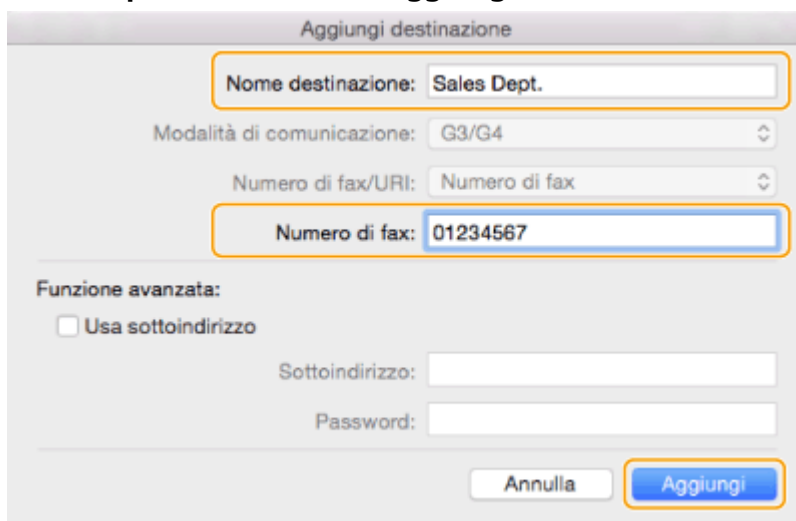 Aggiungi destinazione
Nome destinazione: Sales Dept.
Modalità di comunicazione: G3/G4
Numero di fax/URI: Numero di fax
Numero di fax: 01234567
Funzione avanzata:
Usa sottoindirizzo
Sottoindirizzo:
Password:
Annulla Aggiungi